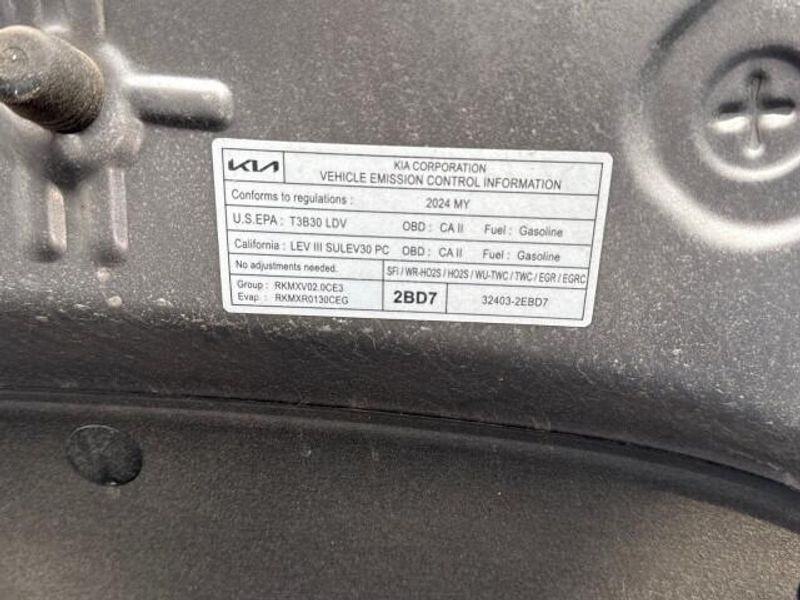 KIA
KIA CORPORATION
VEHICLE EMISSION CONTROL INFORMATION
Conforms to regulations : 2024 MY
U.S.EPA : T3B30 LDV OBD : CA II Fuel : Gasoline
California : LEV III SULEV30 PC OBD : CA II Fuel : Gasoline
No adjustments needed. SFI / WR-HO2S / HO2S / WU-TWC / TWC / EGR / EGRC
Group : RKMXV02.0CE3
Evap : RKMXR0130CEG
2BD7
32403-2EBD7